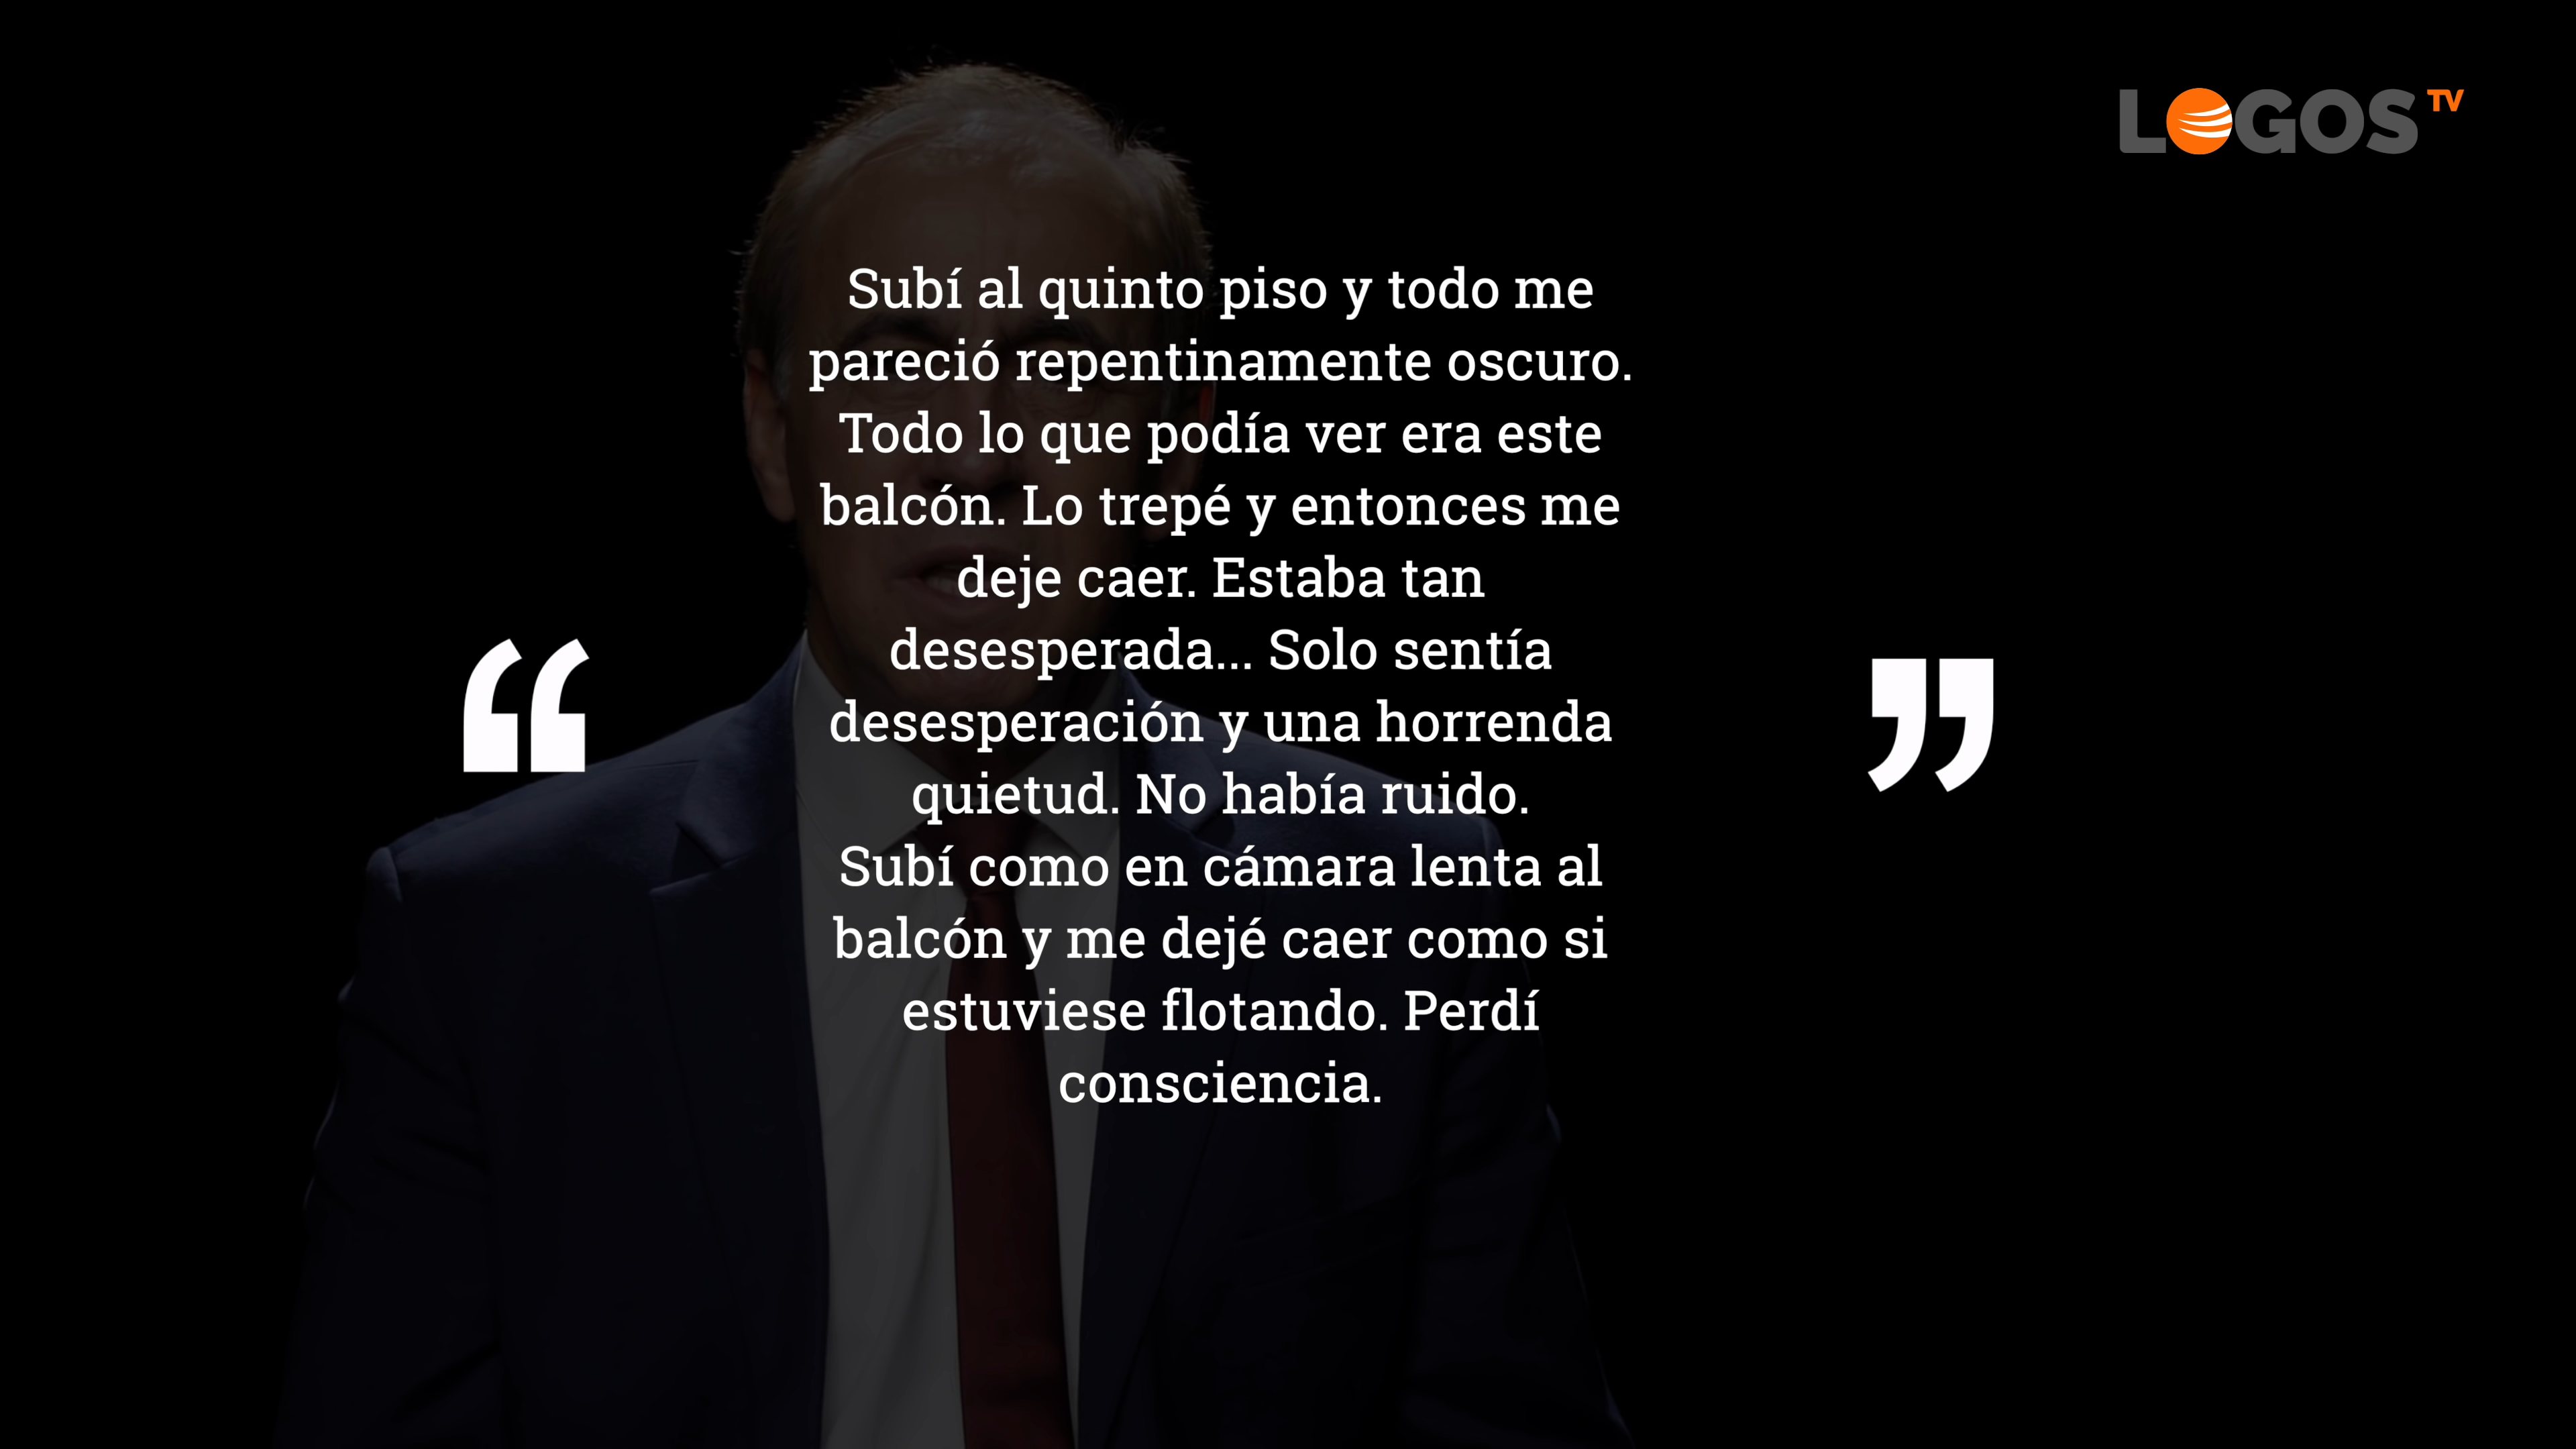 LOGOS TV
Subí al quinto piso y todo me
pareció repentinamente oscuro.
Todo lo que podía ver era este
balcón. Lo trepé y entonces me
deje caer. Estaba tan
desesperada... Solo sentía
desesperación y una horrenda
quietud. No había ruido.
Subí como en cámara lenta al
balcón y me dejé caer como si
estuviese flotando. Perdí
consciencia.
“ ”